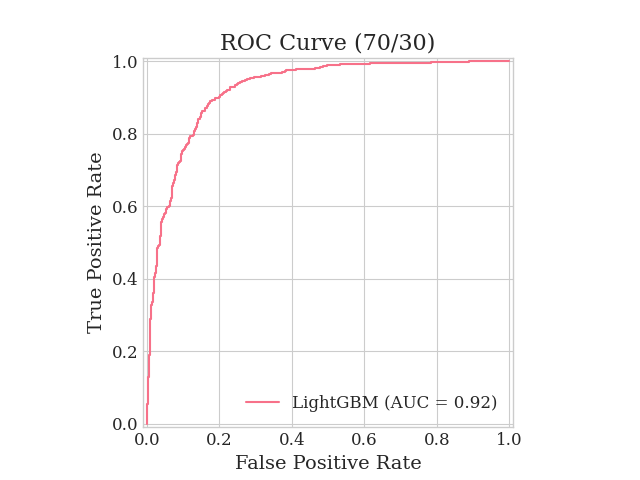 ROC Curve (70/30)
1.0
0.8
0.6
0.4
0.2
0.0
True Positive Rate
LightGBM (AUC = 0.92)
0.0 0.2 0.4 0.6 0.8 1.0
False Positive Rate